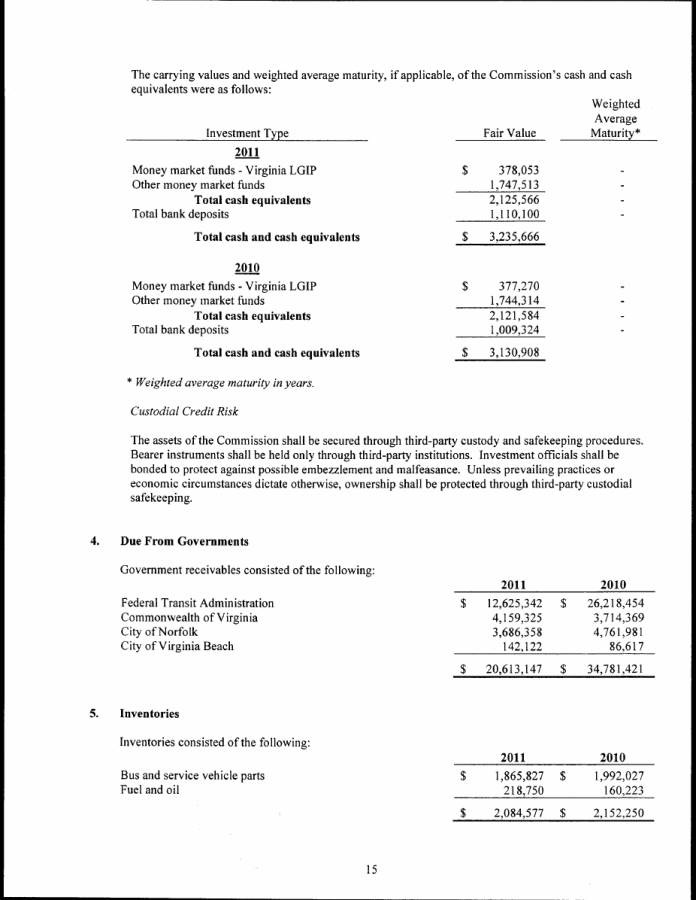 The carrying values and weighted average maturity, if applicable, of the Commission's cash and cash
equivalents were as follows:
Weighted
Average
Investment Type Fair Value Maturity*
2011
Money market funds - Virginia LGIP $ 378,053 -
Other money market funds 1,747,513 -
Total cash equivalents 2,125,566 -
Total bank deposits 1,110,100 -
Total cash and cash equivalents $ 3,235,666
2010
Money market funds - Virginia LGIP $ 377,270 -
Other money market funds 1,744,314 -
Total cash equivalents 2,121,584 -
Total bank deposits 1,009,324 -
Total cash and cash equivalents $ 3,130,908
* Weighted average maturity in years.
Custodial Credit Risk
The assets of the Commission shall be secured through third-party custody and safekeeping procedures.
Bearer instruments shall be held only through third-party institutions. Investment officials shall be
bonded to protect against possible embezzlement and malfeasance. Unless prevailing practices or
economic circumstances dictate otherwise, ownership shall be protected through third-party custodial
safekeeping.
4. Due From Governments
Government receivables consisted of the following:
2011 2010
Federal Transit Administration $ 12,625,342 $ 26,218,454
Commonwealth of Virginia 4,159,325 3,714,369
City of Norfolk 3,686,358 4,761,981
City of Virginia Beach 142,122 86,617
$ 20,613,147 $ 34,781,421
5. Inventories
Inventories consisted of the following:
2011 2010
Bus and service vehicle parts $ 1,865,827 $ 1,992,027
Fuel and oil 218,750 160,223
$ 2,084,577 $ 2,152,250
15